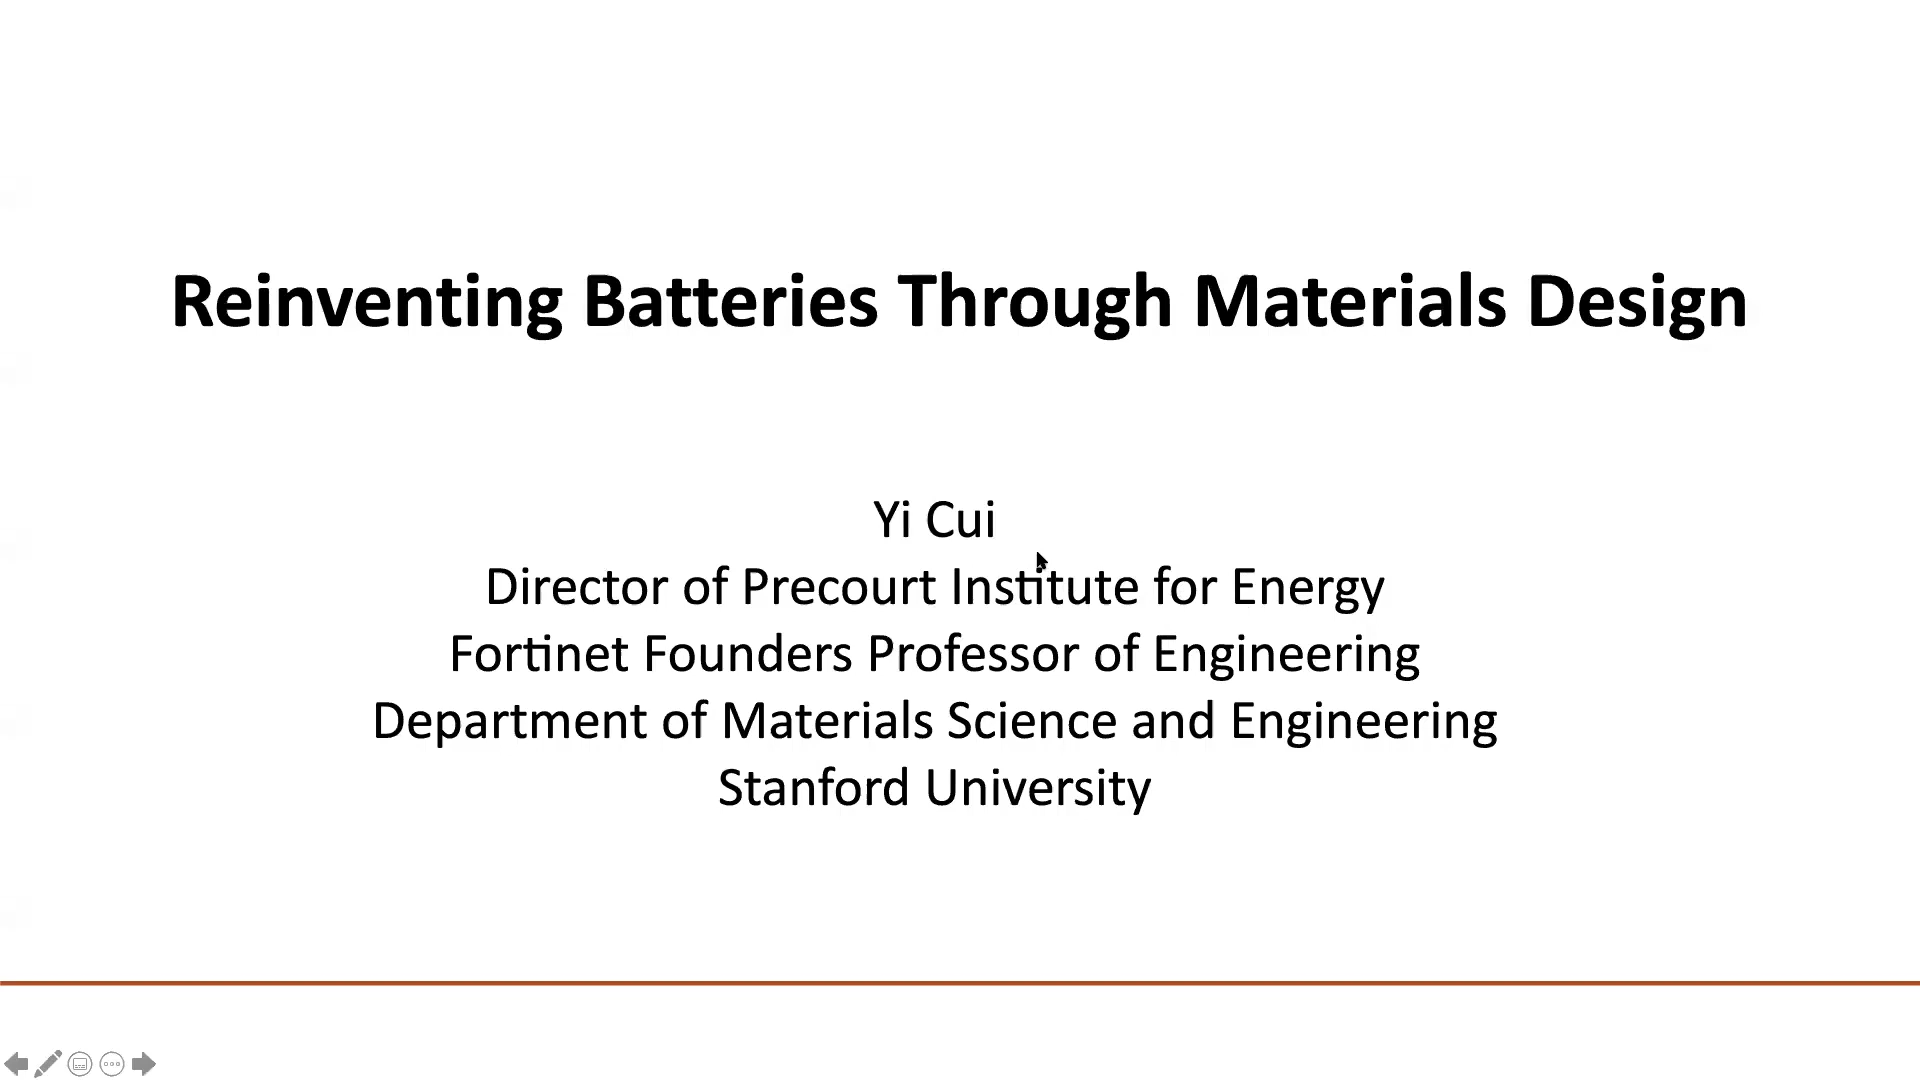 Reinventing Batteries Through Materials Design
Yi Cui
Director of Precourt Institute for Energy
Fortinet Founders Professor of Engineering
Department of Materials Science and Engineering
Stanford University